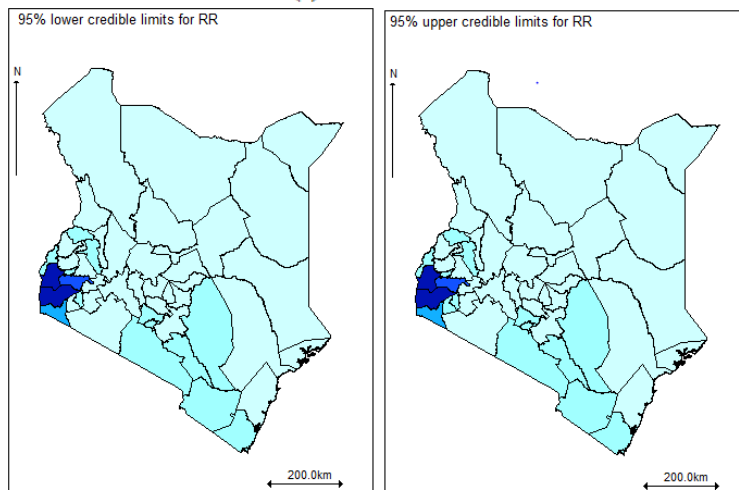 95% lower credible limits for RR
N
200.0km
95% upper credible limits for RR
N
200.0km